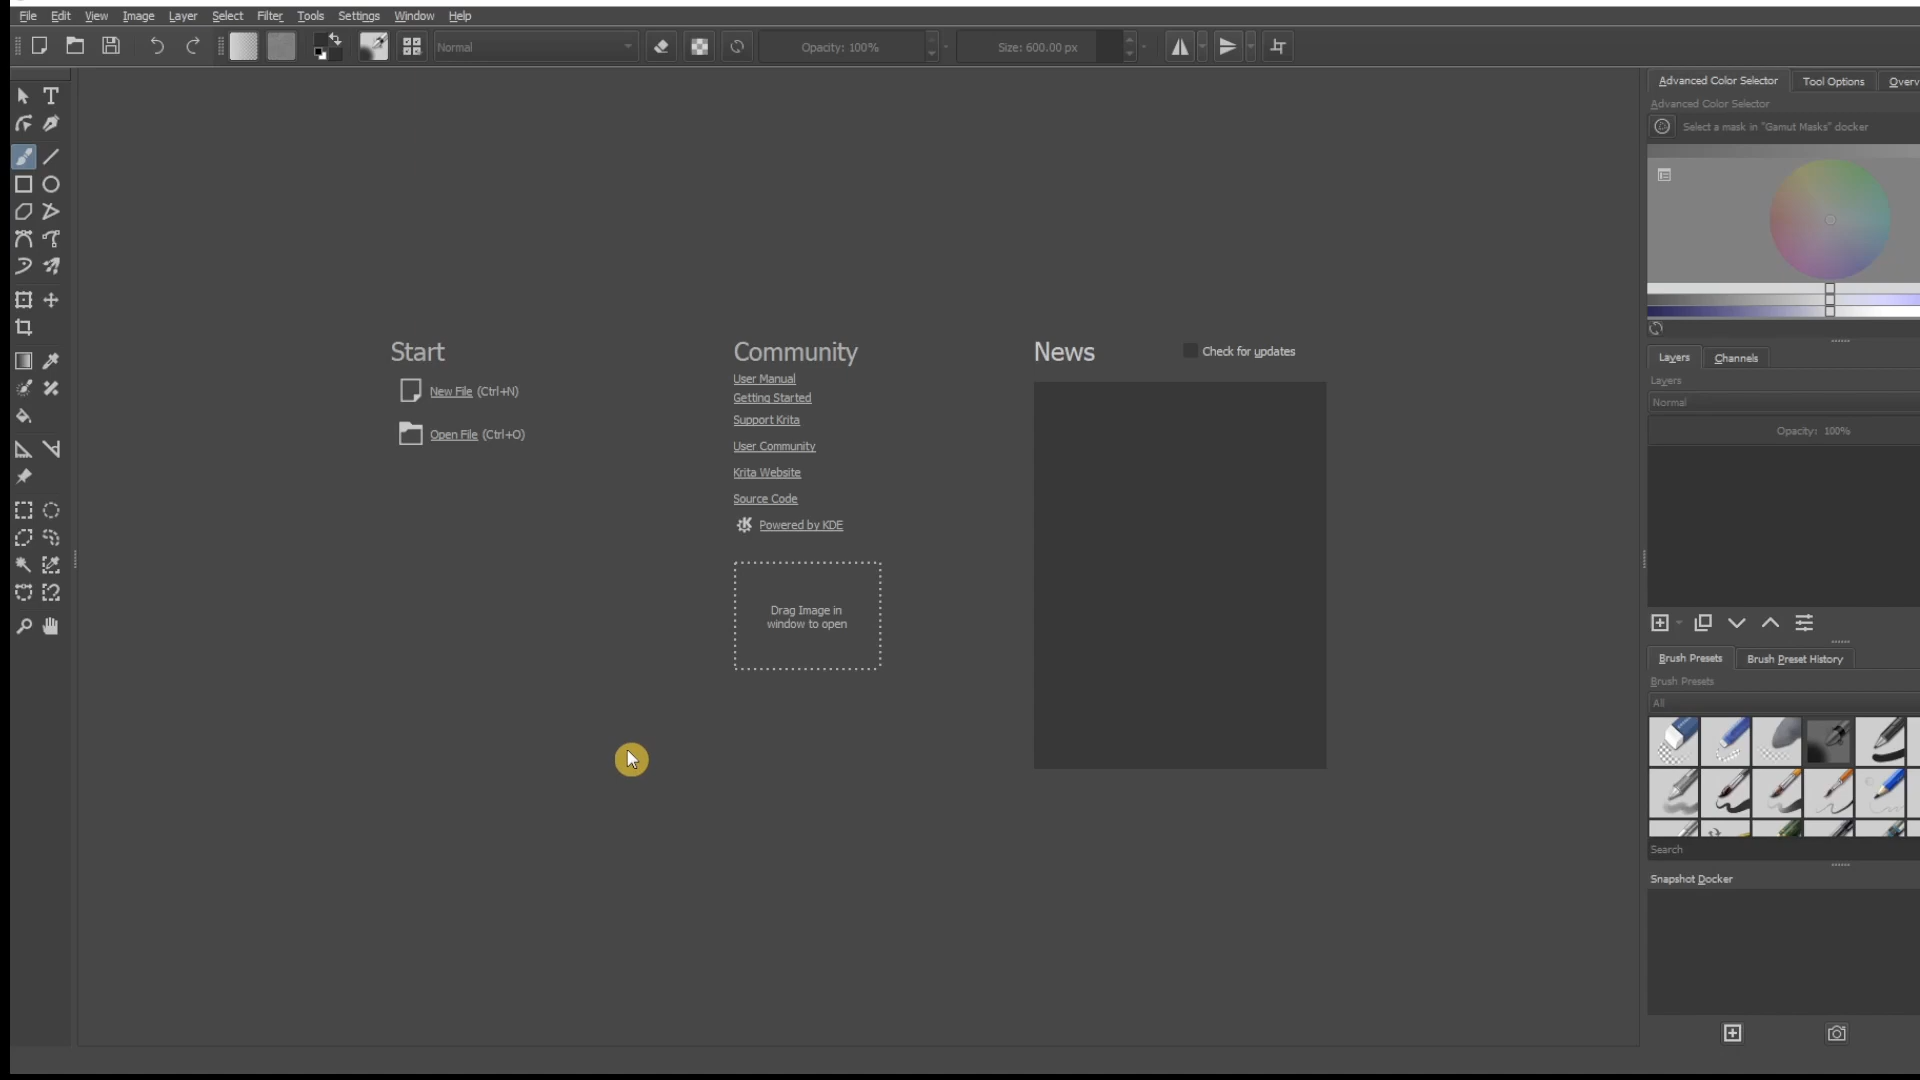 File Edit View Image Layer Select Filter Tools Settings Window Help
Normal Opacity: 100% Size: 600.00 px
Advanced Color Selector Tool Options Overv
Advanced Color Selector
Select a mask in "Gamut Masks" docker
Start
New File (Ctrl+N)
Open File (Ctrl+O)
Community
User Manual
Getting Started
Support Krita
User Community
Krita Website
Source Code
Powered by KDE
Drag Image in
window to open
News
Check for updates
Layers Channels
Layers
Normal
Opacity: 100%
Brush Presets Brush Preset History
Brush Presets
All
Search
Snapshot Docker